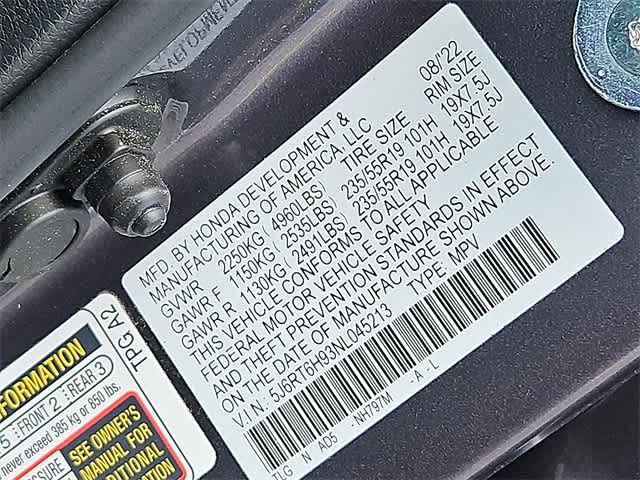 MFD. BY HONDA DEVELOPMENT & 08/'22
MANUFACTURING OF AMERICA, LLC
TIRE SIZE RIM SIZE
GVWR 2250KG ( 4960LBS)
GAWR F 1150KG ( 2535LBS) 235/55R19 101H 19X7.5J
GAWR R 1130KG ( 2491LBS) 235/55R19 101H 19X7.5J
THIS VEHICLE CONFORMS TO ALL APPLICABLE
FEDERAL MOTOR VEHICLE SAFETY
AND THEFT PREVENTION STANDARDS IN EFFECT
ON THE DATE OF MANUFACTURE SHOWN ABOVE.
V.I.N: 5J6RT6H93NL045213 TYPE: MPV
TLG N AD5 - NH797M - A - L
TPG A2
FORMATION
5 FRONT 2 REAR 3
never exceed 385 kg or 850 lbs.
SEE OWNER'S
MANUAL FOR